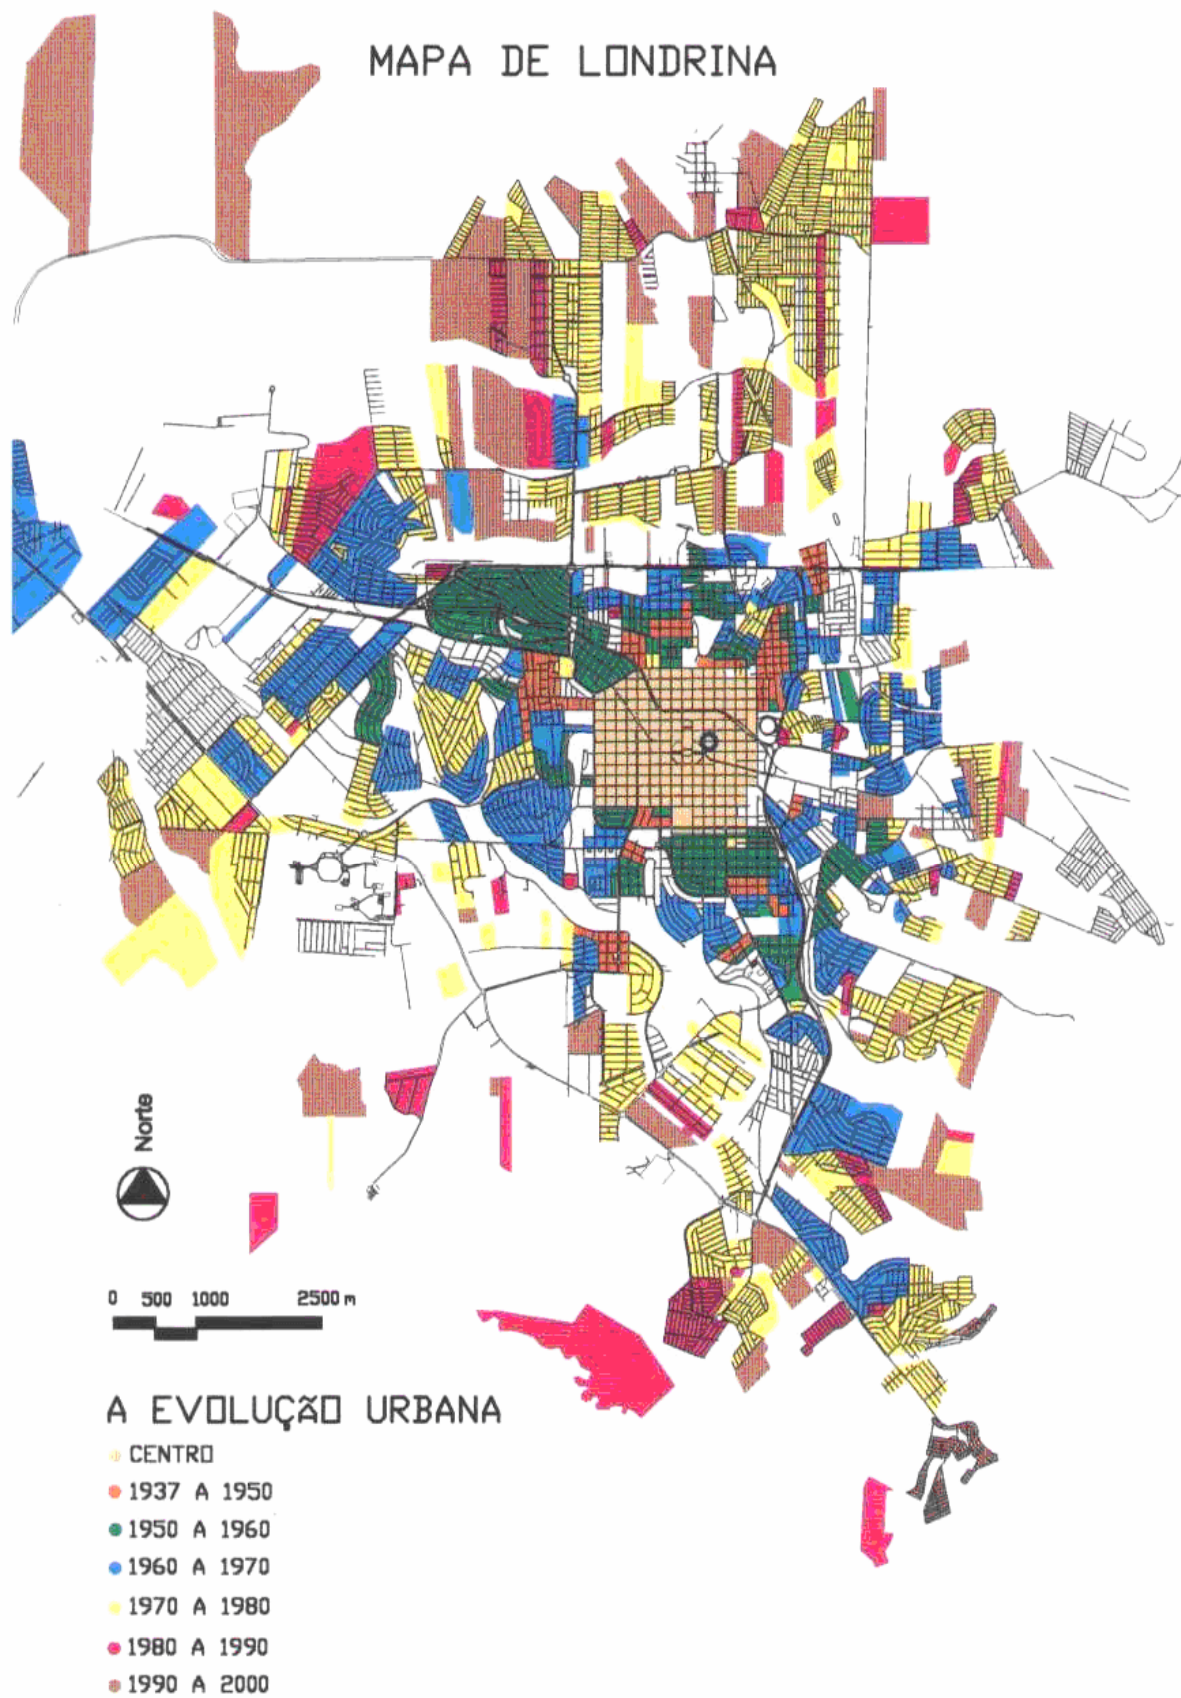 MAPA DE LONDRINA
Norte
0 500 1000 2500 m
A EVOLUÇÃO URBANA
CENTRO
1937 A 1950
1950 A 1960
1960 A 1970
1970 A 1980
1980 A 1990
1990 A 2000